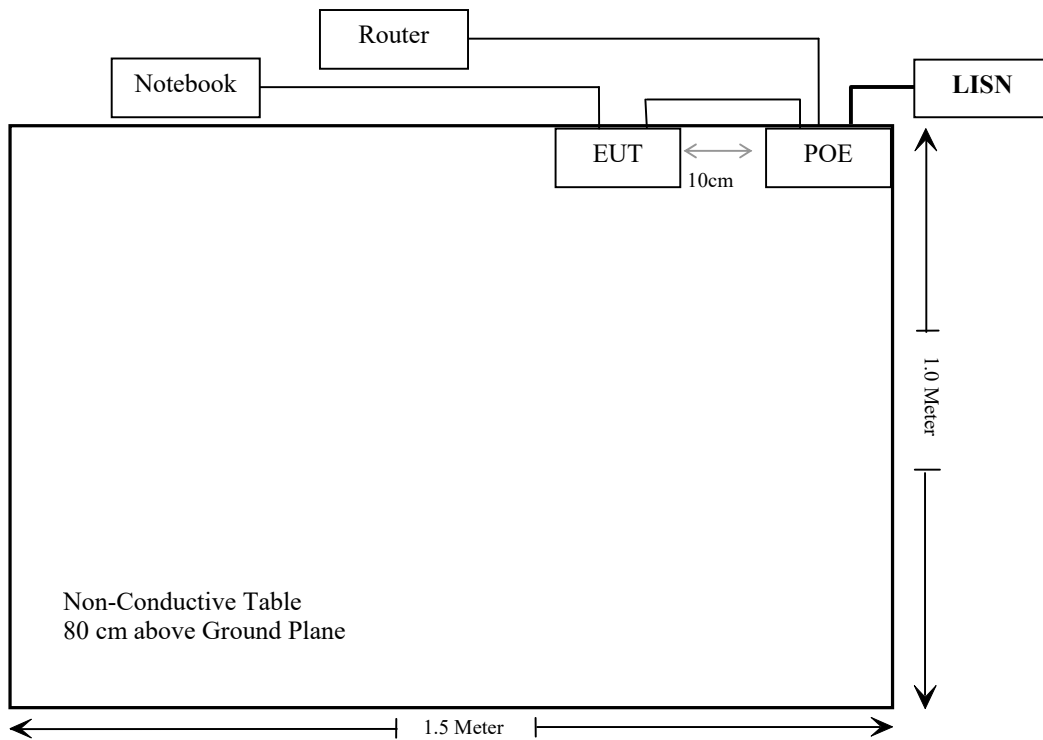 Router
Notebook
LISN
EUT
POE
10cm
1.0 Meter
Non-Conductive Table
80 cm above Ground Plane
1.5 Meter